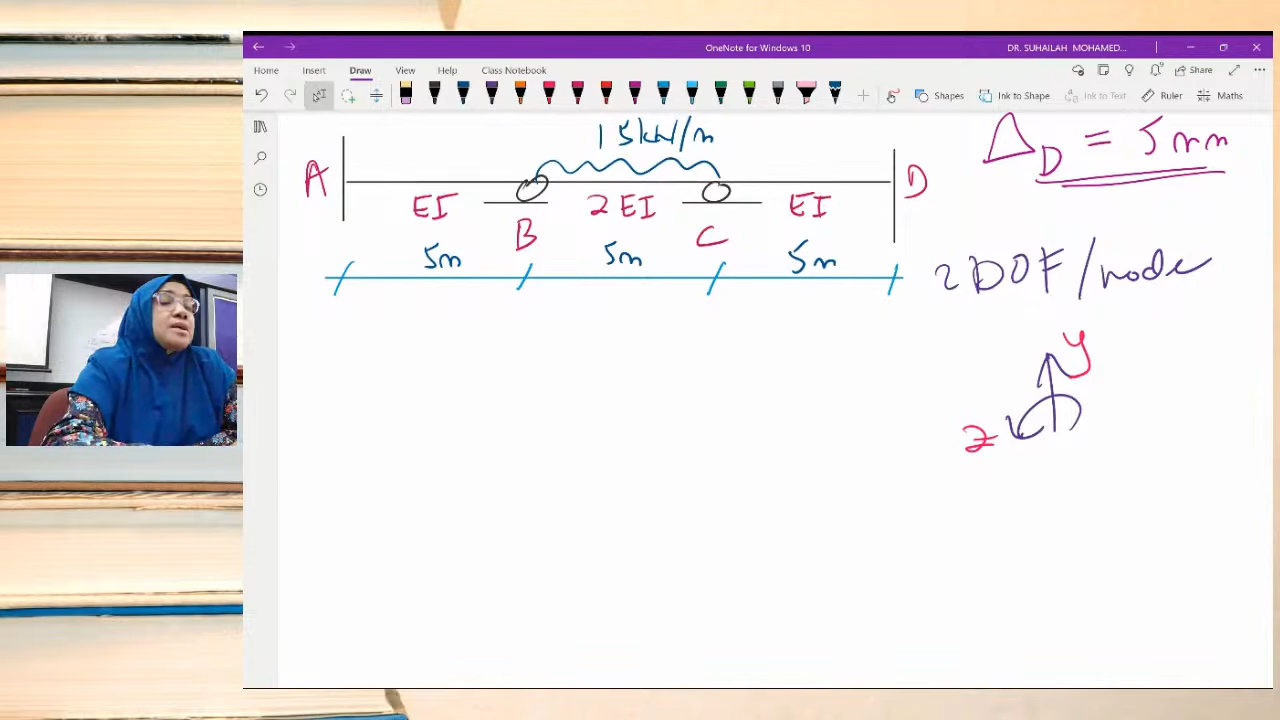 OneNote for Windows 10
DR. SUHAILAH MOHAMED...
Home Insert Draw View Help Class Notebook
Share
Shapes Ink to Shape Ink to Text Ruler Maths
15kN/m
ΔD = 5mm
A D
EI 2EI EI
B C
5m 5m 5m
2DOF/node
y
z